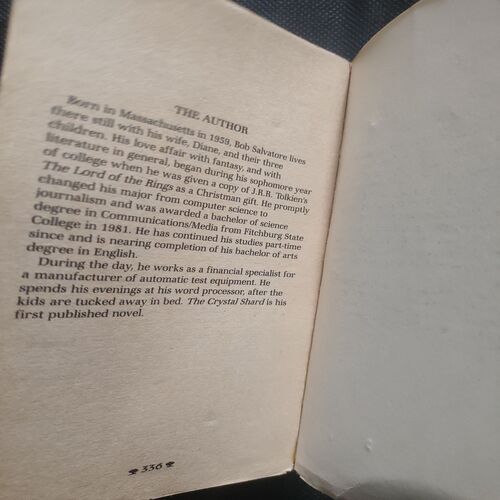 THE AUTHOR
Born in Massachusetts in 1959, Bob Salvatore lives
there still with his wife, Diane, and their three
children. His love affair with fantasy, and with
literature in general, began during his sophomore year
of college when he was given a copy of J.R.R. Tolkien's
The Lord of the Rings as a Christmas gift. He promptly
changed his major from computer science to
journalism and was awarded a bachelor of science
degree in Communications/Media from Fitchburg State
College in 1981. He has continued his studies part-time
since and is nearing completion of his bachelor of arts
degree in English.
During the day, he works as a financial specialist for
a manufacturer of automatic test equipment. He
spends his evenings at his word processor, after the
kids are tucked away in bed. The Crystal Shard is his
first published novel.
336